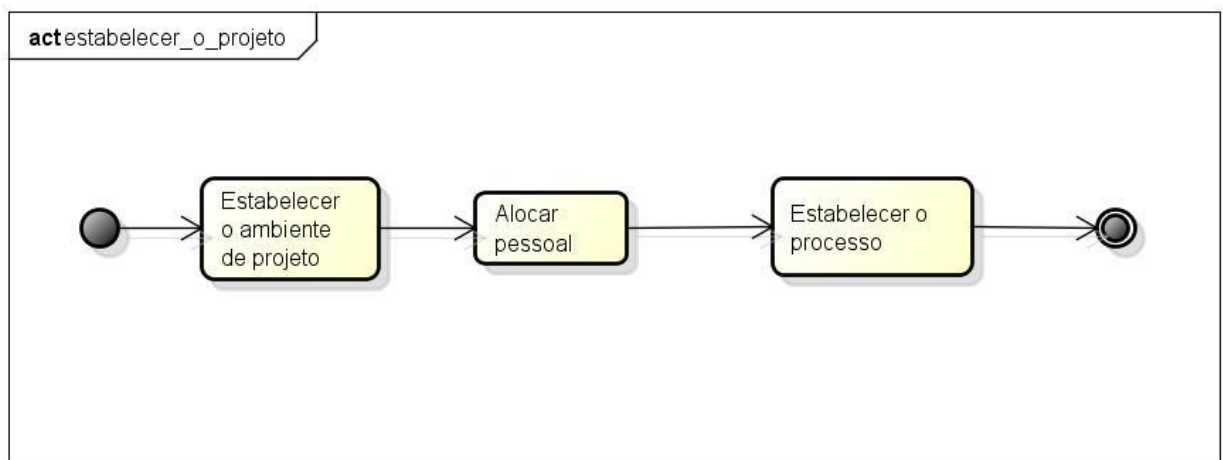 act estabelecer_o_projeto
Estabelecer
o ambiente
de projeto
Alocar
pessoal
Estabelecer o
processo